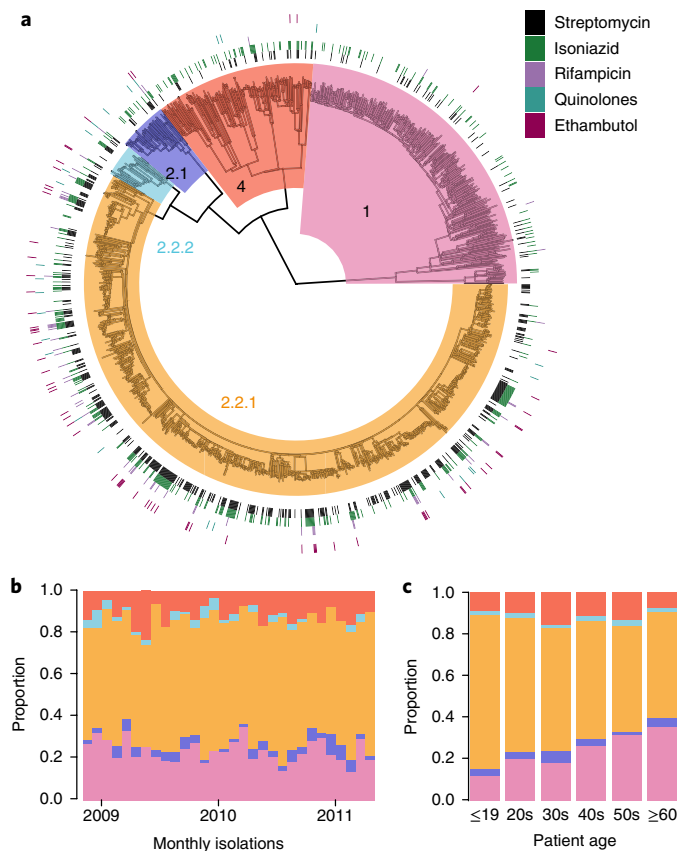 a
Streptomycin
Isoniazid
Rifampicin
Quinolones
Ethambutol
2.1
4
1
2.2.2
2.2.1
b
1.0
0.8
0.6
0.4
0.2
0.0
Proportion
2009
2010
2011
Monthly isolations
c
1.0
0.8
0.6
0.4
0.2
0.0
Proportion
≤19
20s
30s
40s
50s
≥60
Patient age